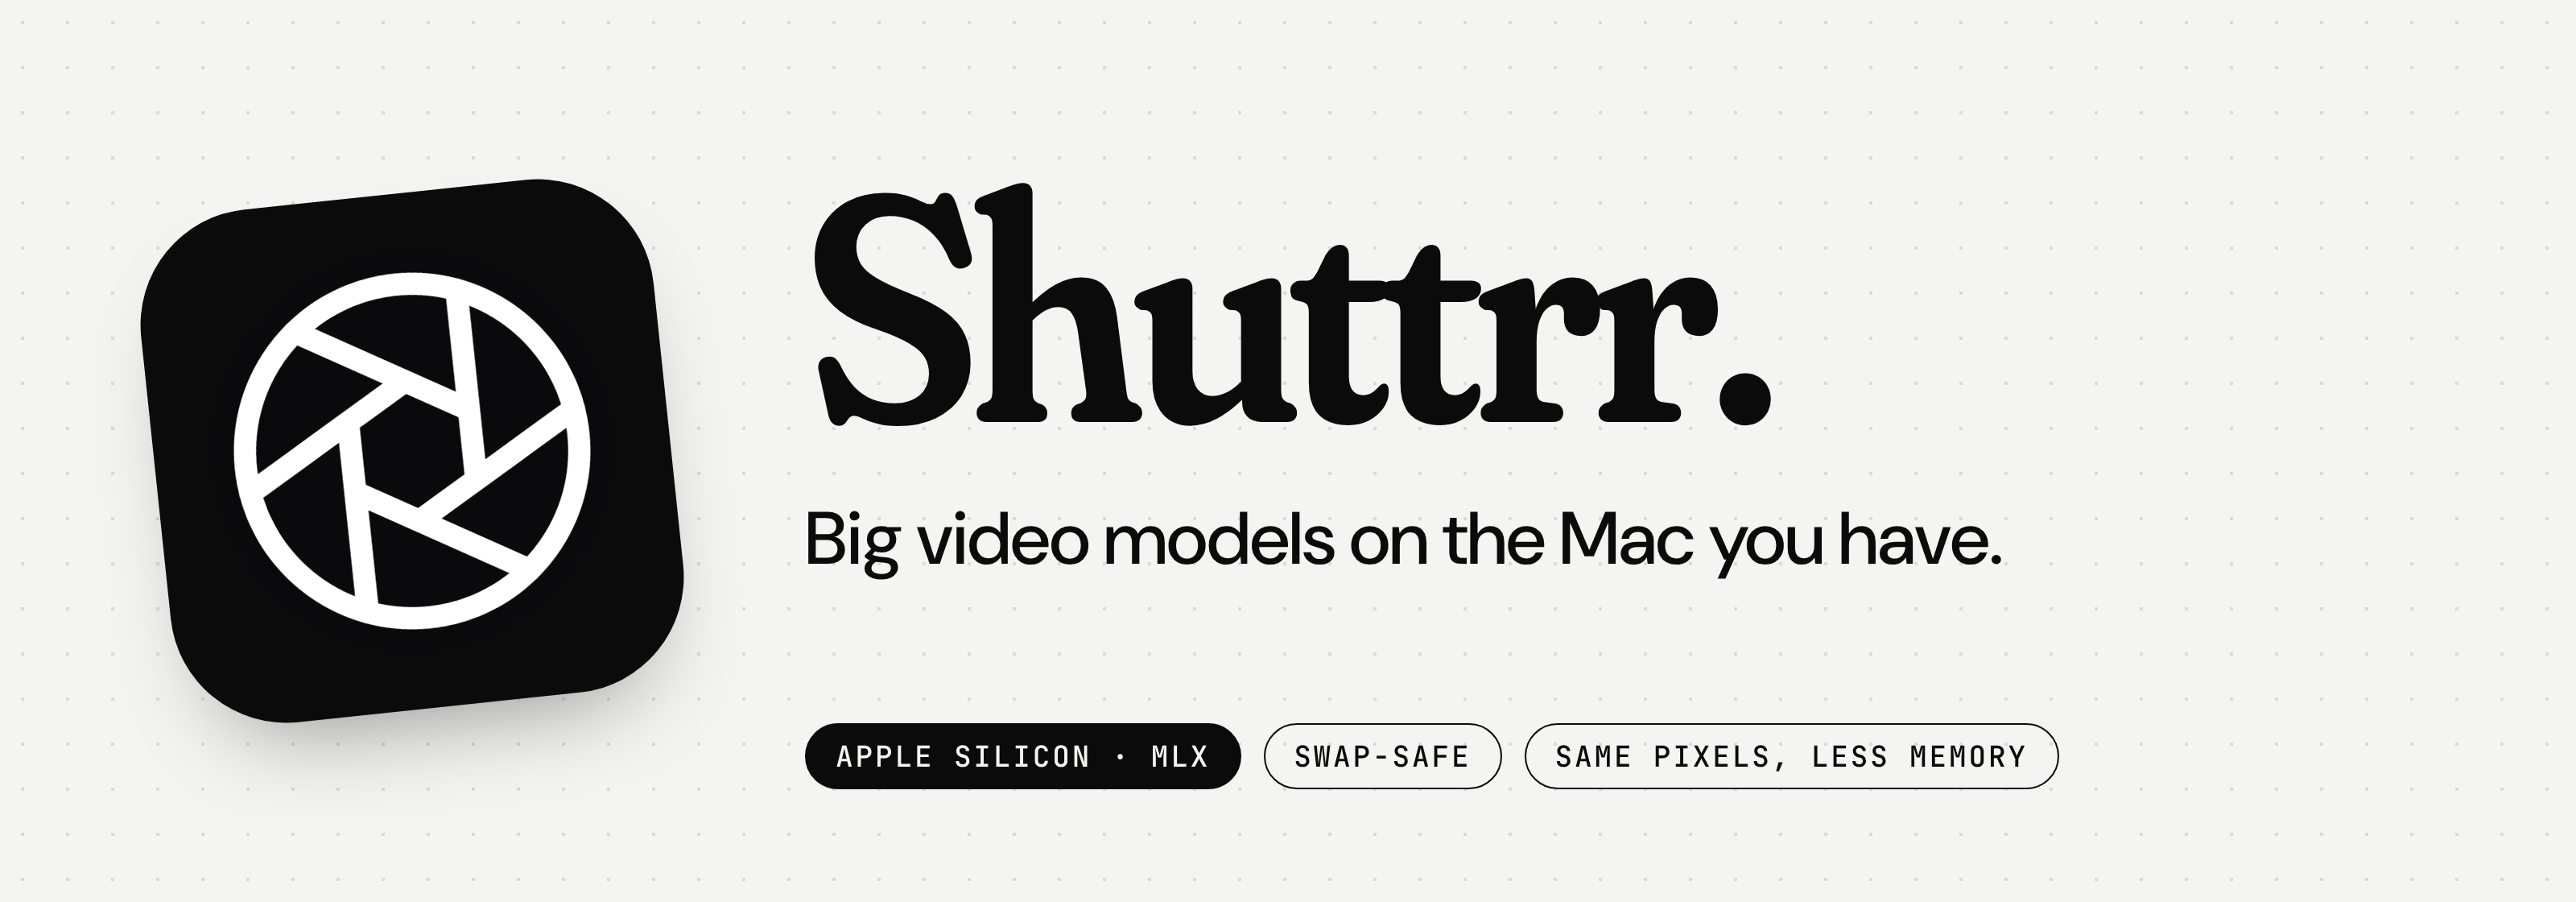 Shuttrr.
Big video models on the Mac you have.
APPLE SILICON · MLX
SWAP-SAFE
SAME PIXELS, LESS MEMORY